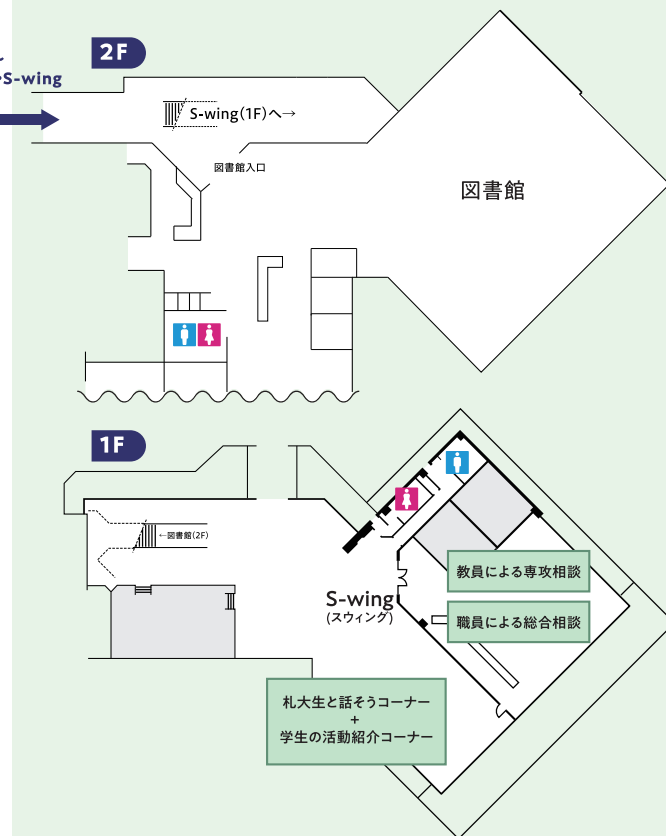 2F
S-wing
S-wing(1F)へ→
図書館入口
図書館
1F
←図書館(2F)
S-wing
(スウィング)
教員による専攻相談
職員による総合相談
札大生と話そうコーナー
+
学生の活動紹介コーナー